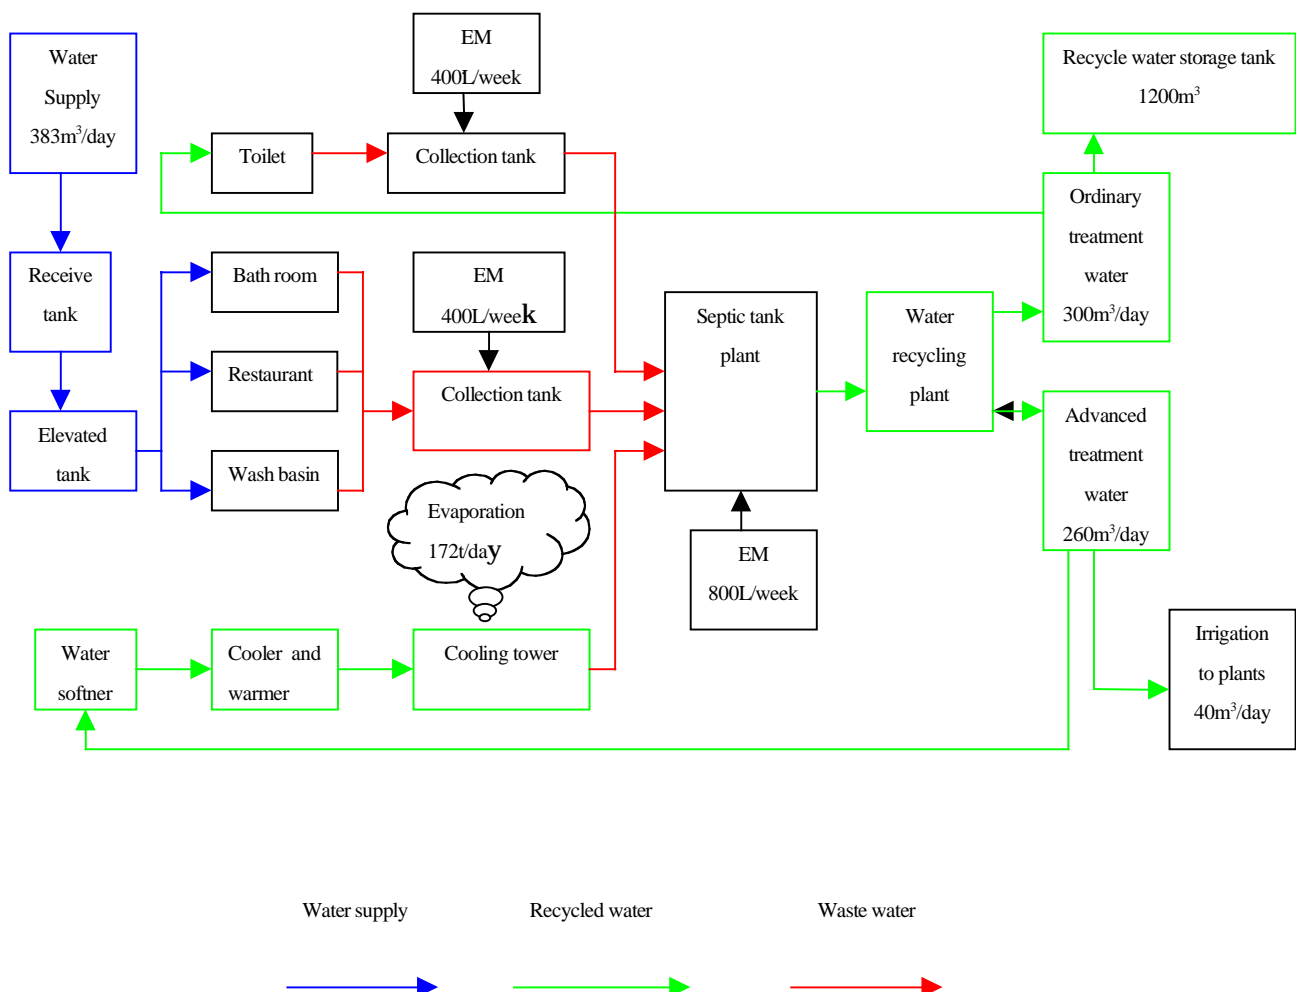 Water
Supply
383m³/day
EM
400L/week
Recycle water storage tank
1200m³
Toilet
Collection tank
Ordinary
treatment
water
300m³/day
Receive
tank
Bath room
EM
400L/week
Septic tank
plant
Water
recycling
plant
Restaurant
Collection tank
Elevated
tank
Wash basin
Advanced
treatment
water
260m³/day
Evaporation
172t/day
EM
800L/week
Water
softner
Cooler and
warmer
Cooling tower
Irrigation
to plants
40m³/day
Water supply
Recycled water
Waste water